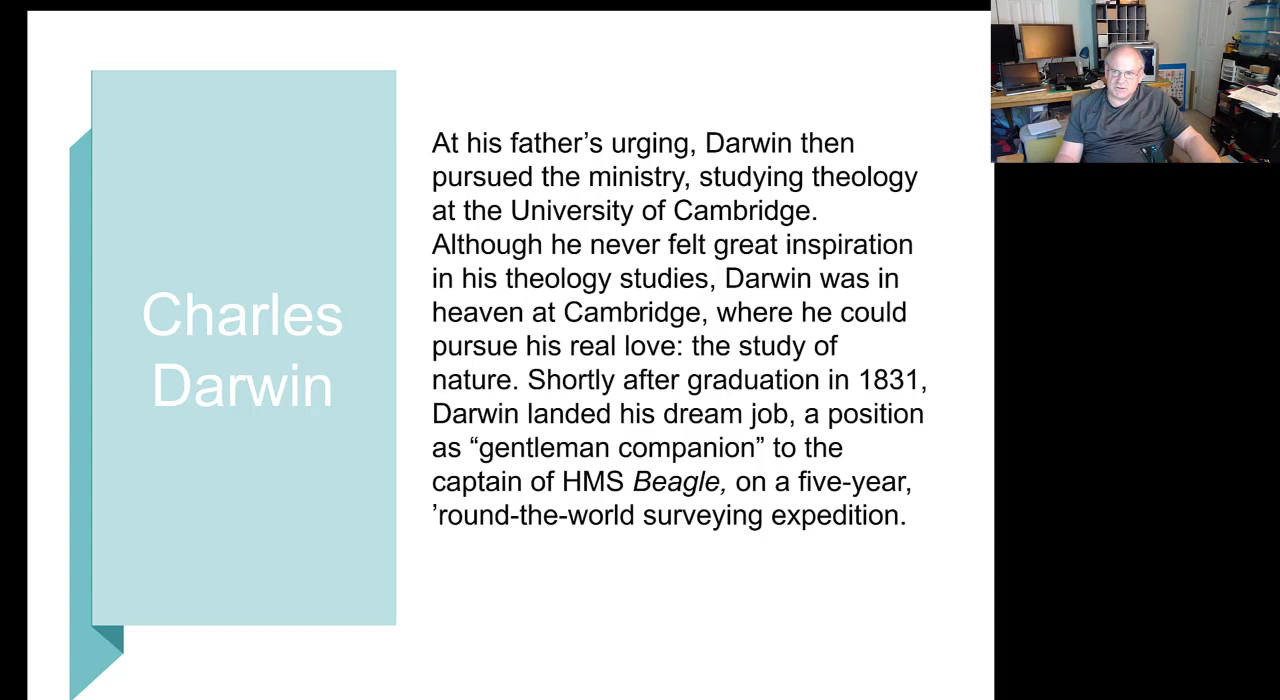 Charles
Darwin
At his father’s urging, Darwin then
pursued the ministry, studying theology
at the University of Cambridge.
Although he never felt great inspiration
in his theology studies, Darwin was in
heaven at Cambridge, where he could
pursue his real love: the study of
nature. Shortly after graduation in 1831,
Darwin landed his dream job, a position
as “gentleman companion” to the
captain of HMS Beagle, on a five-year,
’round-the-world surveying expedition.